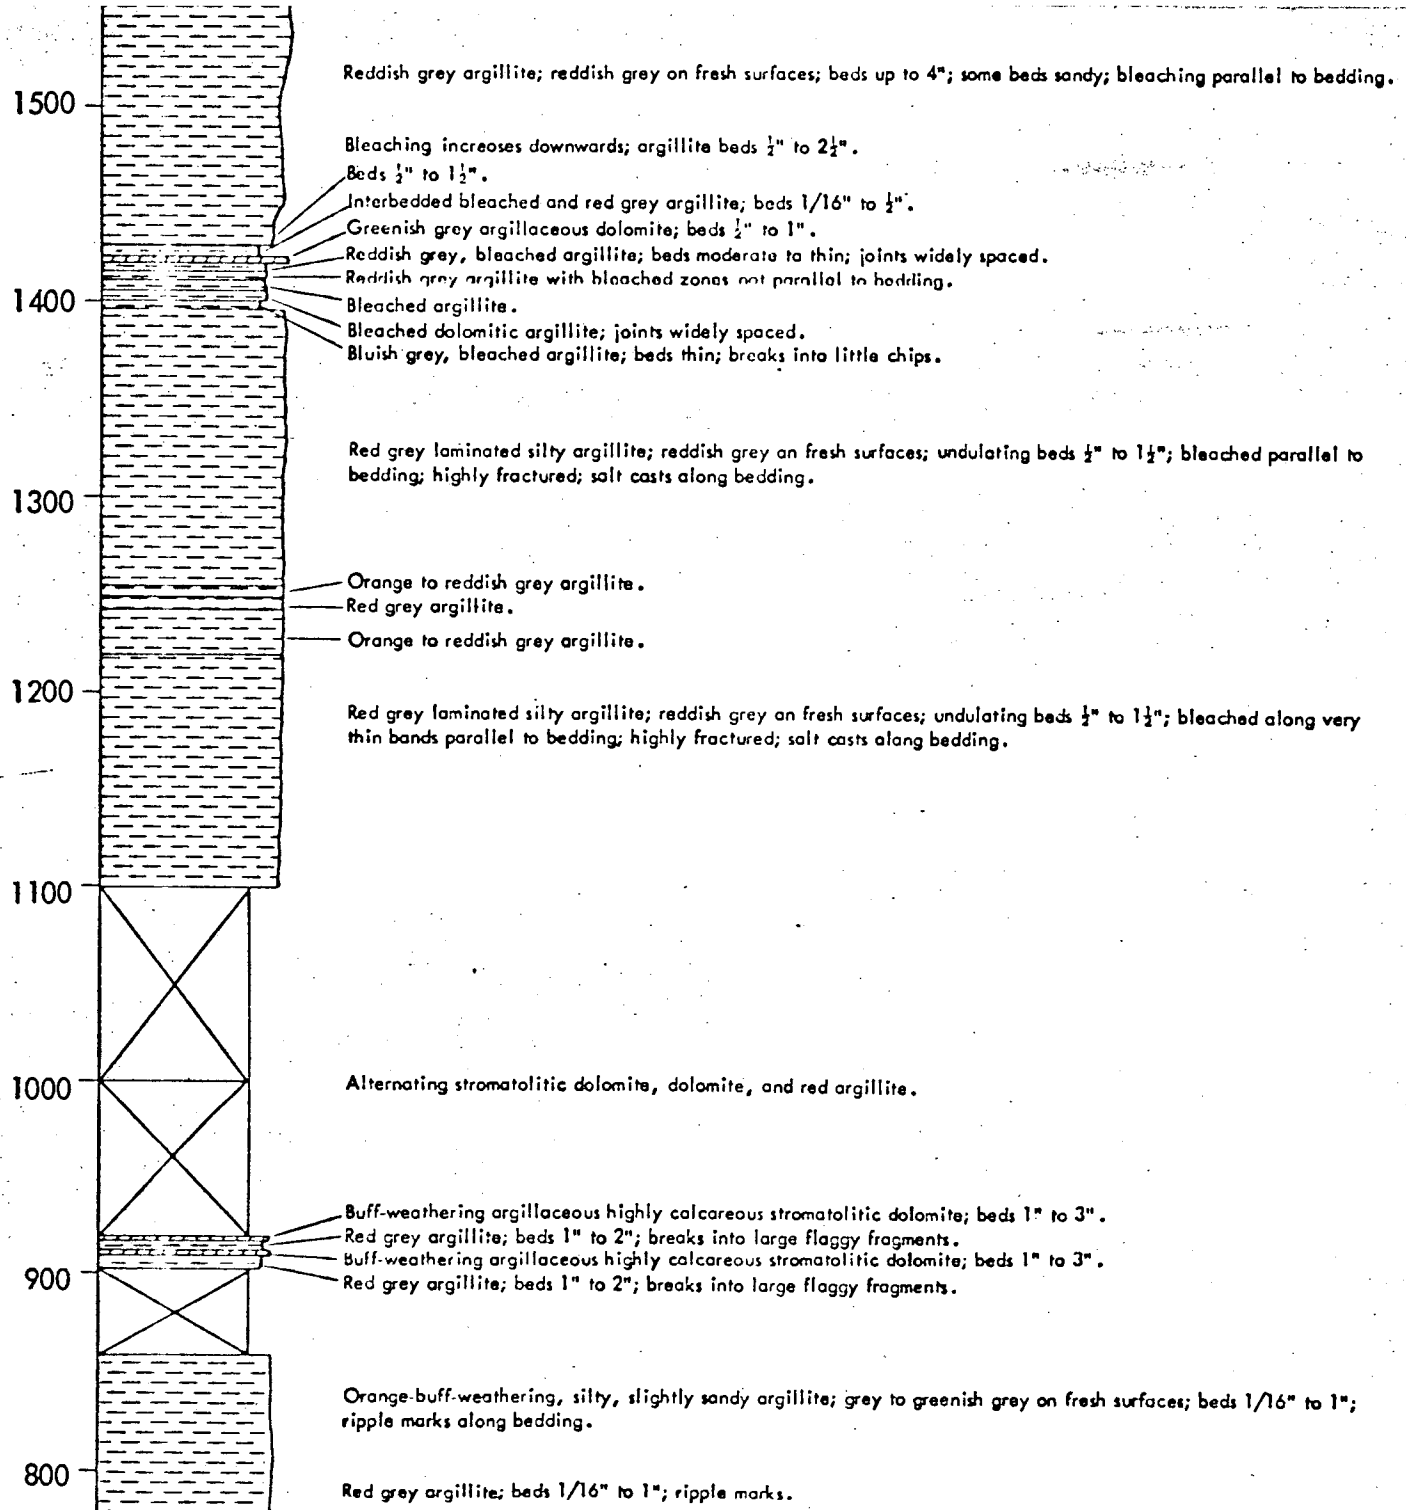 Reddish grey argillite; reddish grey on fresh surfaces; beds up to 4"; some beds sandy; bleaching parallel to bedding.
1500
Bleaching increoses downwards; argillite beds ½" to 2½".
Beds ½" to 1½".
Interbedded bleached and red grey argillite; beds 1/16" to ½".
Greenish grey argillaceous dolomite; beds ½" to 1".
Reddish grey, bleached argillite; beds moderate to thin; joints widely spaced.
Reddish grey argillite with bleached zones not parallel to bedding.
1400
Bleached argillite.
Bleached dolomitic argillite; joints widely spaced.
Bluish grey, bleached argillite; beds thin; breaks into little chips.
Red grey laminated silty argillite; reddish grey on fresh surfaces; undulating beds ½" to 1½"; bleached parallel to
bedding; highly fractured; salt casts along bedding.
1300
Orange to reddish grey argillite.
Red grey argillite.
Orange to reddish grey argillite.
1200
Red grey laminated silty argillite; reddish grey on fresh surfaces; undulating beds ½" to 1½"; bleached along very
thin bands parallel to bedding; highly fractured; salt casts along bedding.
1100
1000
Alternating stromatolitic dolomite, dolomite, and red argillite.
Buff-weathering argillaceous highly calcareous stromatolitic dolomite; beds 1" to 3".
Red grey argillite; beds 1" to 2"; breaks into large flaggy fragments.
Buff-weathering argillaceous highly calcareous stromatolitic dolomite; beds 1" to 3".
900
Red grey argillite; beds 1" to 2"; breaks into large flaggy fragments.
Orange-buff-weathering, silty, slightly sandy argillite; grey to greenish grey on fresh surfaces; beds 1/16" to 1";
ripple marks along bedding.
800
Red grey argillite; beds 1/16" to 1"; ripple marks.